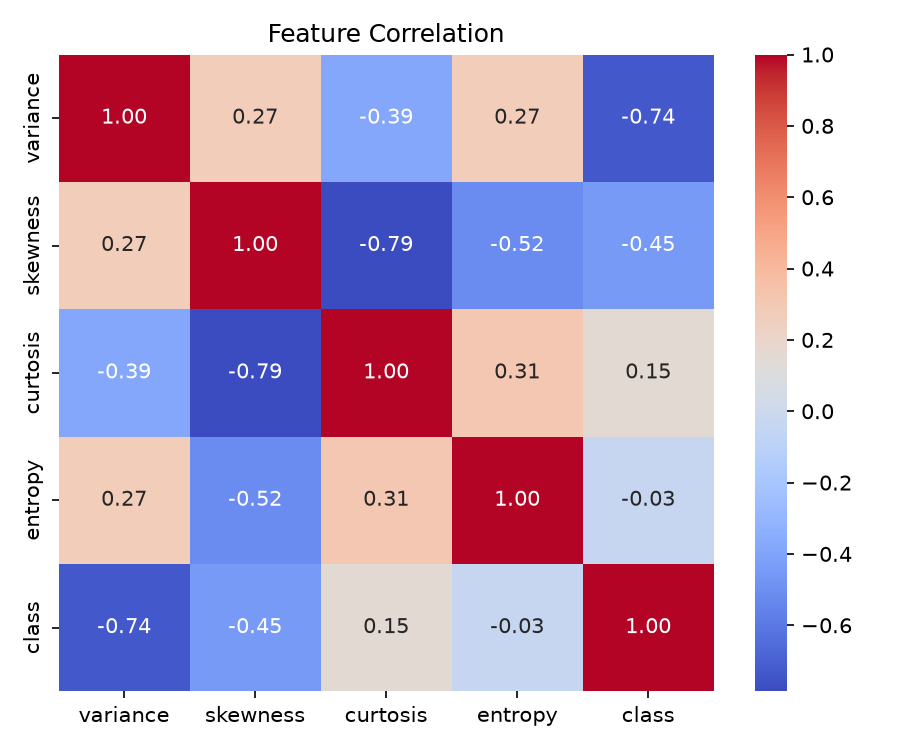 Feature Correlation
variance 1.00 0.27 -0.39 0.27 -0.74
skewness 0.27 1.00 -0.79 -0.52 -0.45
curtosis -0.39 -0.79 1.00 0.31 0.15
entropy 0.27 -0.52 0.31 1.00 -0.03
class -0.74 -0.45 0.15 -0.03 1.00
variance skewness curtosis entropy class
1.0
0.8
0.6
0.4
0.2
0.0
−0.2
−0.4
−0.6